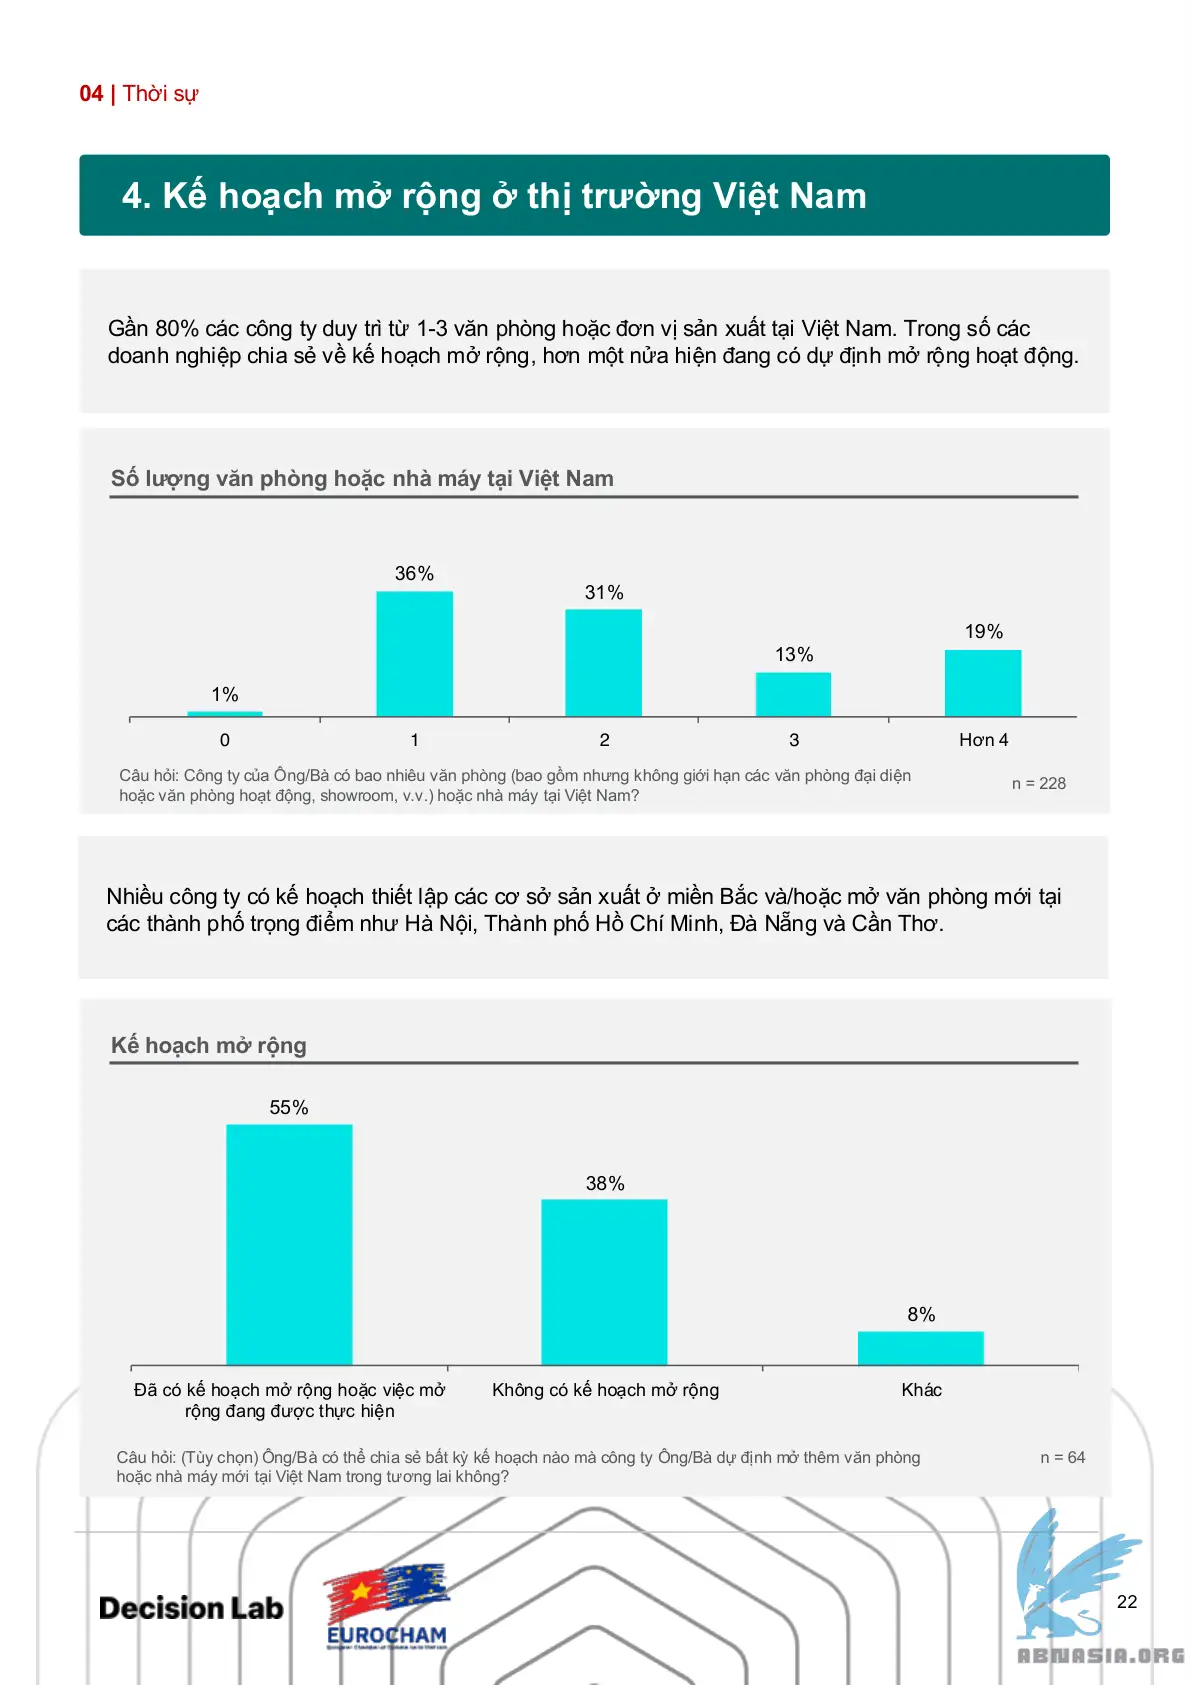 04 | Thời sự
4. Kế hoạch mở rộng ở thị trường Việt Nam
Gần 80% các công ty duy trì từ 1-3 văn phòng hoặc đơn vị sản xuất tại Việt Nam. Trong số các
doanh nghiệp chia sẻ về kế hoạch mở rộng, hơn một nửa hiện đang có dự định mở rộng hoạt động.
Số lượng văn phòng hoặc nhà máy tại Việt Nam
36%
31%
19%
13%
1%
0 1 2 3 Hơn 4
Câu hỏi: Công ty của Ông/Bà có bao nhiêu văn phòng (bao gồm nhưng không giới hạn các văn phòng đại diện
hoặc văn phòng hoạt động, showroom, v.v.) hoặc nhà máy tại Việt Nam?
n = 228
Nhiều công ty có kế hoạch thiết lập các cơ sở sản xuất ở miền Bắc và/hoặc mở văn phòng mới tại
các thành phố trọng điểm như Hà Nội, Thành phố Hồ Chí Minh, Đà Nẵng và Cần Thơ.
Kế hoạch mở rộng
55%
38%
8%
Đã có kế hoạch mở rộng hoặc việc mở
rộng đang được thực hiện
Không có kế hoạch mở rộng
Khác
Câu hỏi: (Tùy chọn) Ông/Bà có thể chia sẻ bất kỳ kế hoạch nào mà công ty Ông/Bà dự định mở thêm văn phòng
hoặc nhà máy mới tại Việt Nam trong tương lai không?
n = 64
Decision Lab
EUROCHAM
22
ABNASIA.ORG